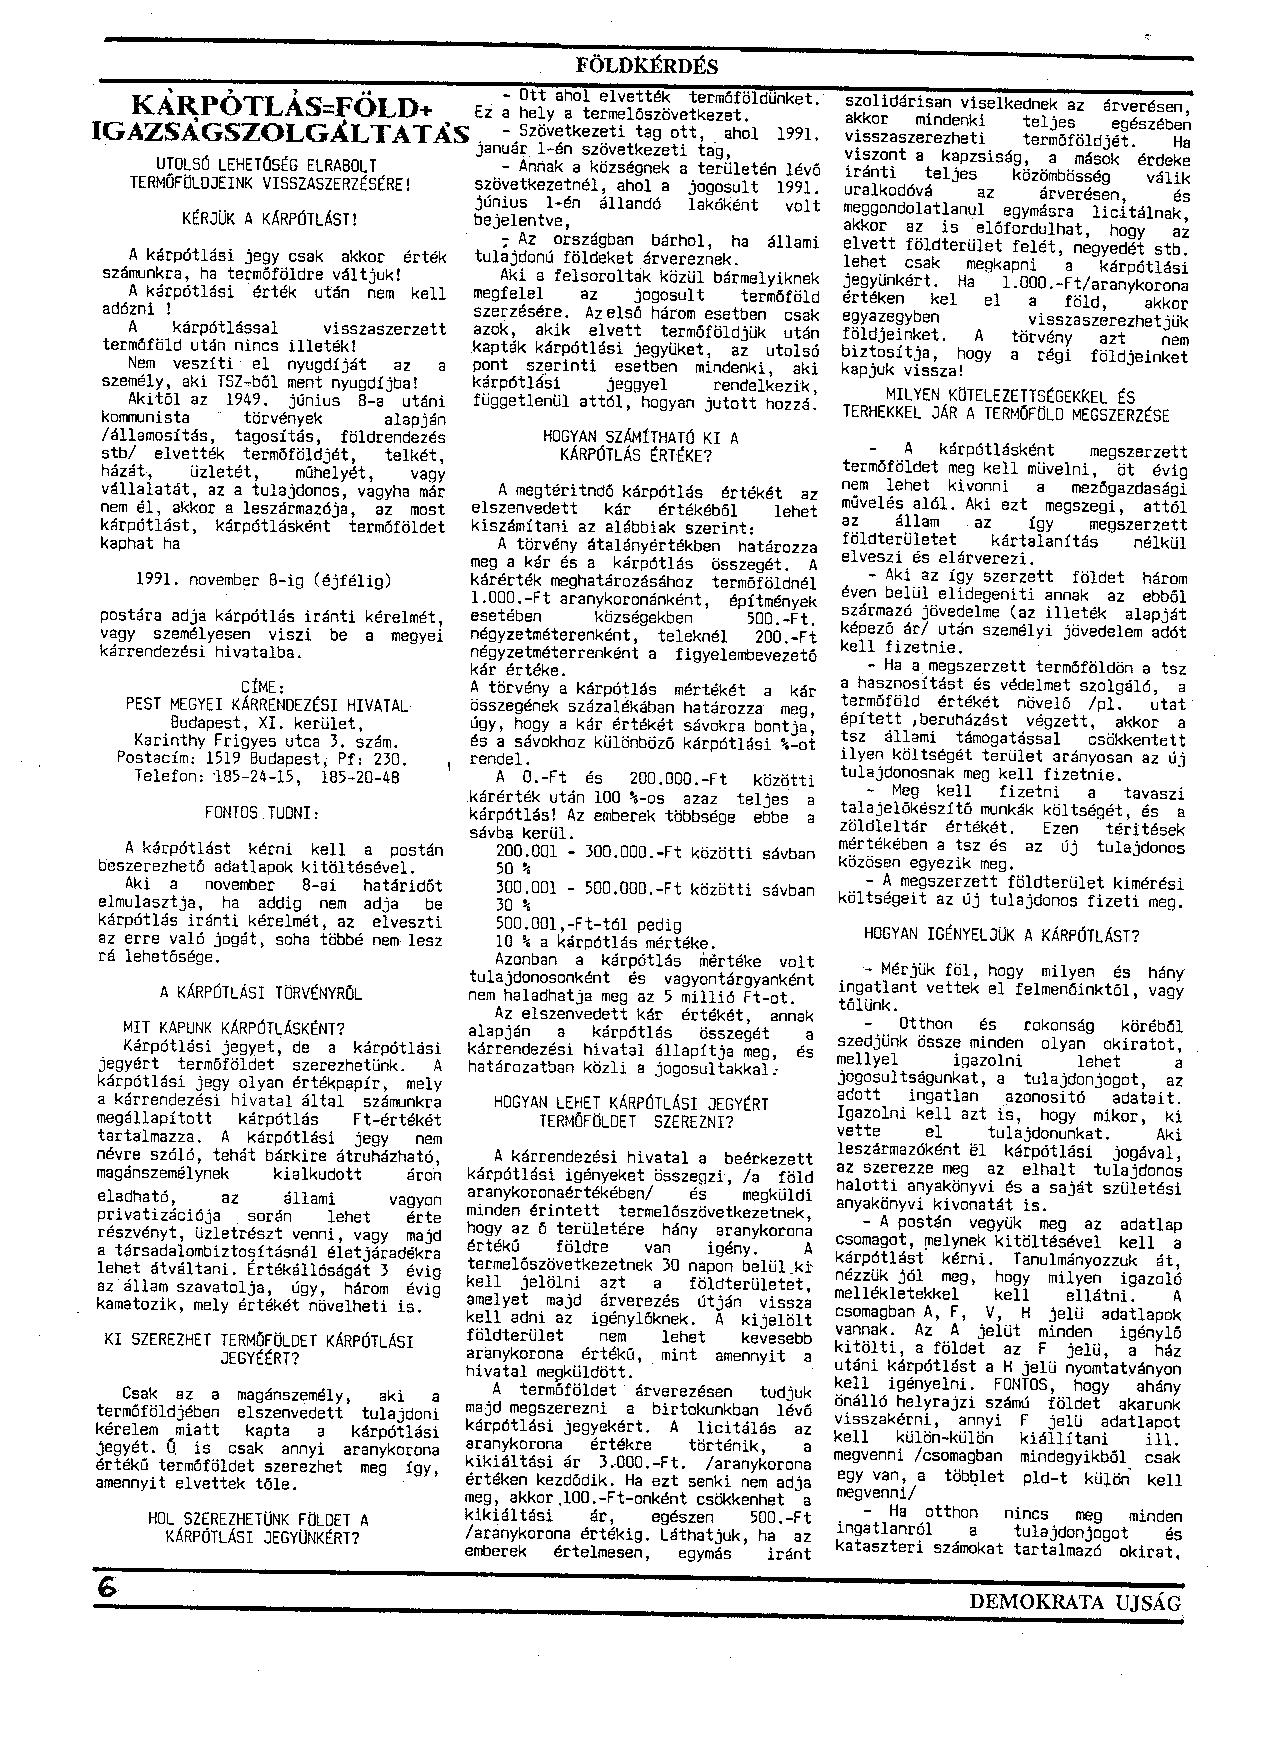 FÖLDKÉRDÉS
KÁRPÓTLÁS=FÖLD+
IGAZSÁGSZOLGÁLTATÁS
UTOLSÓ LEHETŐSÉG ELRABOLT
TERMŐFÖLDJEINK VISSZASZERZÉSÉRE!
KÉRJÜK A KÁRPÓTLÁST!
A kárpótlási jegy csak akkor érték
számunkra, ha termőföldre váltjuk!
A kárpótlási érték után nem kell
adózni !
A kárpótlással visszaszerzett
termőföld után nincs illeték!
Nem veszíti el nyugdíját az a
személy, aki TSZ-ből ment nyugdíjba!
Akitől az 1949. június 8-a utáni
kommunista törvények alapján
/államosítás, tagosítás, földrendezés
stb/ elvették termőföldjét, telkét,
házát, üzletét, műhelyét, vagy
vállalatát, az a tulajdonos, vagyha már
nem él, akkor a leszármazója, az most
kárpótlást, kárpótlásként termőföldet
kaphat ha
1991. november 8-ig (éjfélig)
postára adja kárpótlás iránti kérelmét,
vagy személyesen viszi be a megyei
kárrendezési hivatalba.
CÍME:
PEST MEGYEI KÁRRENDEZÉSI HIVATAL
Budapest, XI. kerület,
Karinthy Frigyes utca 3. szám.
Postacím: 1519 Budapest, Pf: 230.
Telefon: 185-24-15, 185-20-48
FONTOS TUDNI:
A kárpótlást kérni kell a postán
beszerezhető adatlapok kitöltésével.
Aki a november 8-ai határidőt
elmulasztja, ha addig nem adja be
kárpótlás iránti kérelmét, az elveszti
az erre való jogát, soha többé nem lesz
rá lehetősége.
A KÁRPÓTLÁSI TÖRVÉNYRŐL
MIT KAPUNK KÁRPÓTLÁSKÉNT?
Kárpótlási jegyet, de a kárpótlási
jegyért termőföldet szerezhetünk. A
kárpótlási jegy olyan értékpapír, mely
a kárrendezési hivatal által számunkra
megállapított kárpótlás Ft-értékét
tartalmazza. A kárpótlási jegy nem
névre szóló, tehát bárkire átruházható,
magánszemélynek kialkudott áron
eladható, az állami vagyon
privatizációja során lehet érte
részvényt, üzletrészt venni, vagy majd
a társadalombiztosításnál életjáradékra
lehet átváltani. Értékállóságát 3 évig
az állam szavatolja, úgy, három évig
kamatozik, mely értékét növelheti is.
KI SZEREZHET TERMŐFÖLDET KÁRPÓTLÁSI
JEGYÉÉRT?
Csak az a magánszemély, aki a
termőföldjében elszenvedett tulajdoni
kérelem miatt kapta a kárpótlási
jegyét. Ő is csak annyi aranykorona
értékű termőföldet szerezhet meg így,
amennyit elvettek tőle.
HOL SZEREZHETÜNK FÖLDET A
KÁRPÓTLÁSI JEGYÜNKÉRT?
- Ott ahol elvették termőföldünket.
Ez a hely a termelőszövetkezet.
- Szövetkezeti tag ott, ahol 1991.
január 1-én szövetkezeti tag,
- Annak a községnek a területén lévő
szövetkezetnél, ahol a jogosult 1991.
június 1-én állandó lakóként volt
bejelentve,
- Az országban bárhol, ha állami
tulajdonú földeket árvereznek.
Aki a felsoroltak közül bármelyiknek
megfelel az jogosult termőföld
szerzésére. Az első három esetben csak
azok, akik elvett termőföldjük után
kapták kárpótlási jegyüket, az utolsó
pont szerinti esetben mindenki, aki
kárpótlási jeggyel rendelkezik,
függetlenül attól, hogyan jutott hozzá.
HOGYAN SZÁMÍTHATÓ KI A
KÁRPÓTLÁS ÉRTÉKE?
A megtéritndő kárpótlás értékét az
elszenvedett kár értékéből lehet
kiszámítani az alábbiak szerint:
A törvény átalányértékben határozza
meg a kár és a kárpótlás összegét. A
kárérték meghatározásához termőföldnél
1.000.-Ft aranykoronánként, építmények
esetében községekben 500.-Ft.
négyzetméterenként, teleknél 200.-Ft
négyzetméterrenként a figyelembevezető
kár értéke.
A törvény a kárpótlás mértékét a kár
összegének százalékában határozza meg,
úgy, hogy a kár értékét sávokra bontja,
és a sávokhoz különböző kárpótlási %-ot
rendel.
A 0.-Ft és 200.000.-Ft közötti
kárérték után 100 %-os azaz teljes a
kárpótlás! Az emberek többsége ebbe a
sávba kerül.
200.001 - 300.000.-Ft közötti sávban
50 %
300.001 - 500.000.-Ft közötti sávban
30 %
500.001,-Ft-tól pedig
10 % a kárpótlás mértéke.
Azonban a kárpótlás mértéke volt
tulajdonosonként és vagyontárgyanként
nem haladhatja meg az 5 millió Ft-ot.
Az elszenvedett kár értékét, annak
alapján a kárpótlás összegét a
kárrendezési hivatal állapítja meg, és
határozatban közli a jogosultakkal.
HOGYAN LEHET KÁRPÓTLÁSI JEGYÉRT
TERMŐFÖLDET SZEREZNI?
A kárrendezési hivatal a beérkezett
kárpótlási igényeket összegzi, /a föld
aranykoronaértékében/ és megküldi
minden érintett termelőszövetkezetnek,
hogy az ő területére hány aranykorona
értékű földre van igény. A
termelőszövetkezetnek 30 napon belül ki
kell jelölni azt a földterületet,
amelyet majd árverezés útján vissza
kell adni az igénylőknek. A kijelölt
földterület nem lehet kevesebb
aranykorona értékű, mint amennyit a
hivatal megküldött.
A termőföldet árverezésen tudjuk
majd megszerezni a birtokunkban lévő
kárpótlási jegyekért. A licitálás az
aranykorona értékre történik, a
kikiáltási ár 3.000.-Ft. /aranykorona
értéken kezdődik. Ha ezt senki nem adja
meg, akkor 100.-Ft-onként csökkenhet a
kikiáltási ár, egészen 500.-Ft
/aranykorona értékig. Láthatjuk, ha az
emberek értelmesen, egymás iránt
szolidárisan viselkednek az árverésen,
akkor mindenki teljes egészében
visszaszerezheti termőföldjét. Ha
viszont a kapzsiság, a mások érdeke
iránti teljes közömbösség válik
uralkodóvá az árverésen, és
meggondolatlanul egymásra licitálnak,
akkor az is előfordulhat, hogy az
elvett földterület felét, negyedét stb.
lehet csak megkapni a kárpótlási
jegyünkért. Ha 1.000.-Ft/aranykorona
értéken kel el a föld, akkor
egyazegyben visszaszerezhetjük
földjeinket. A törvény azt nem
biztosítja, hogy a régi földjeinket
kapjuk vissza!
MILYEN KÖTELEZETTSÉGEKKEL ÉS
TERHEKKEL JÁR A TERMŐFÖLD MEGSZERZÉSE
- A kárpótlásként megszerzett
termőföldet meg kell müvelni, öt évig
nem lehet kivonni a mezőgazdasági
művelés alól. Aki ezt megszegi, attól
az állam az így megszerzett
földterületet kártalanítás nélkül
elveszi és elárverezi.
- Aki az így szerzett földet három
éven belül elidegeniti annak az ebből
származó jövedelme (az illeték alapját
képező ár/ után személyi jövedelem adót
kell fizetnie.
- Ha a megszerzett termőföldön a tsz
a hasznosítást és védelmet szolgáló, a
termőföld értékét növelő /pl. utat
épített ,beruházást végzett, akkor a
tsz állami támogatással csökkentett
ilyen költségét terület arányosan az új
tulajdonosnak meg kell fizetnie.
- Meg kell fizetni a tavaszi
talajelőkészítő munkák költségét, és a
zöldleltár értékét. Ezen téritések
mértékében a tsz és az új tulajdonos
közösen egyezik meg.
- A megszerzett földterület kimérési
költségeit az új tulajdonos fizeti meg.
HOGYAN IGÉNYELJÜK A KÁRPÓTLÁST?
- Mérjük föl, hogy milyen és hány
ingatlant vettek el felmenőinktől, vagy
tőlünk.
- Otthon és rokonság köréből
szedjünk össze minden olyan okiratot,
mellyel igazolni lehet a
jogosultságunkat, a tulajdonjogot, az
adott ingatlan azonositó adatait.
Igazolni kell azt is, hogy mikor, ki
vette el tulajdonunkat. Aki
leszármazóként él kárpótlási jogával,
az szerezze meg az elhalt tulajdonos
halotti anyakönyvi és a saját születési
anyakönyvi kivonatát is.
- A postán vegyük meg az adatlap
csomagot, melynek kitöltésével kell a
kárpótlást kérni. Tanulmányozzuk át,
nézzük jól meg, hogy milyen igazoló
mellékletekkel kell ellátni. A
csomagban A, F, V, H jelü adatlapok
vannak. Az A jelüt minden igénylő
kitölti, a földet az F jelü, a ház
utáni kárpótlást a H jelü nyomtatványon
kell igényelni. FONTOS, hogy ahány
önálló helyrajzi számú földet akarunk
visszakérni, annyi F jelü adatlapot
kell külön-külön kiállítani ill.
megvenni /csomagban mindegyikből csak
egy van, a többlet pld-t külön kell
megvenni/
- Ha otthon nincs meg minden
ingatlanról a tulajdonjogot és
kataszteri számokat tartalmazó okirat,
6
DEMOKRATA UJSÁG